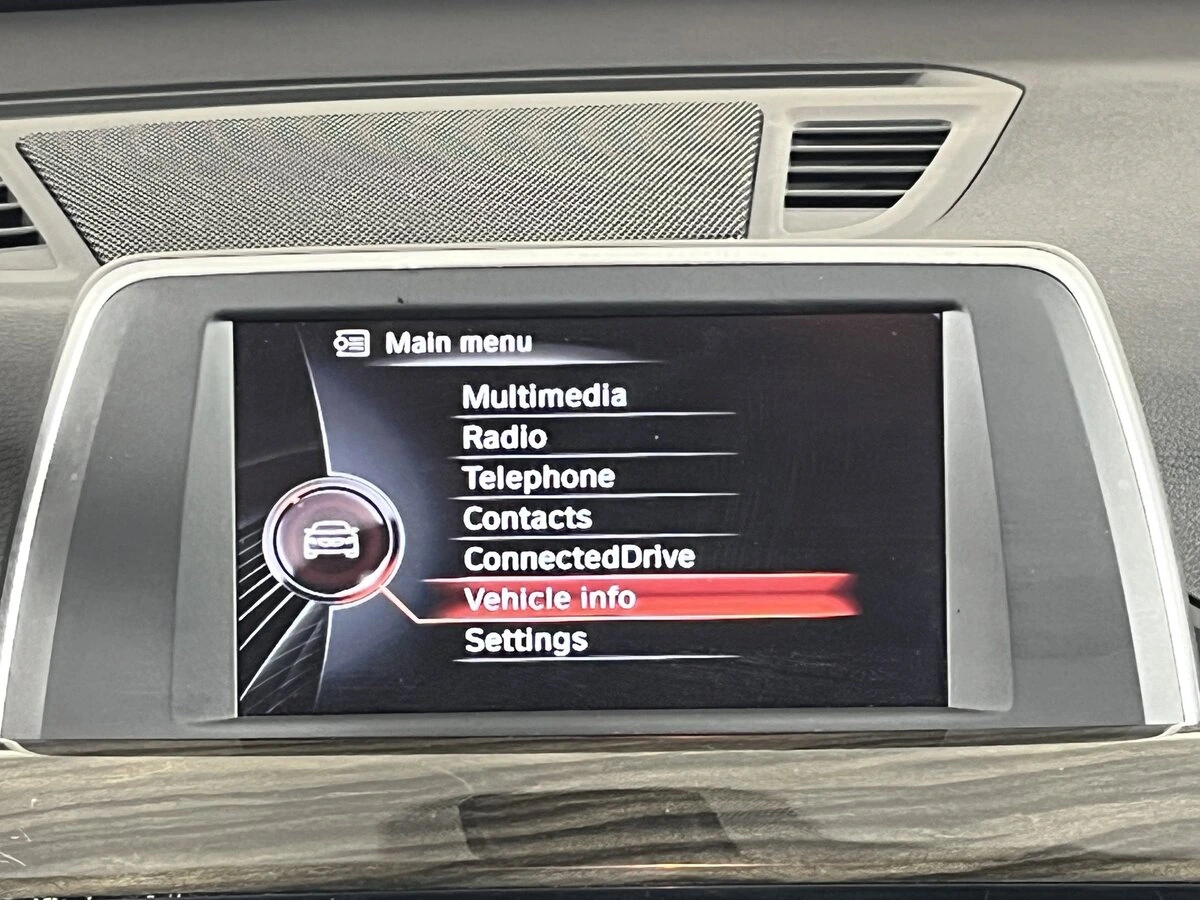 Main menu
Multimedia
Radio
Telephone
Contacts
ConnectedDrive
Vehicle info
Settings